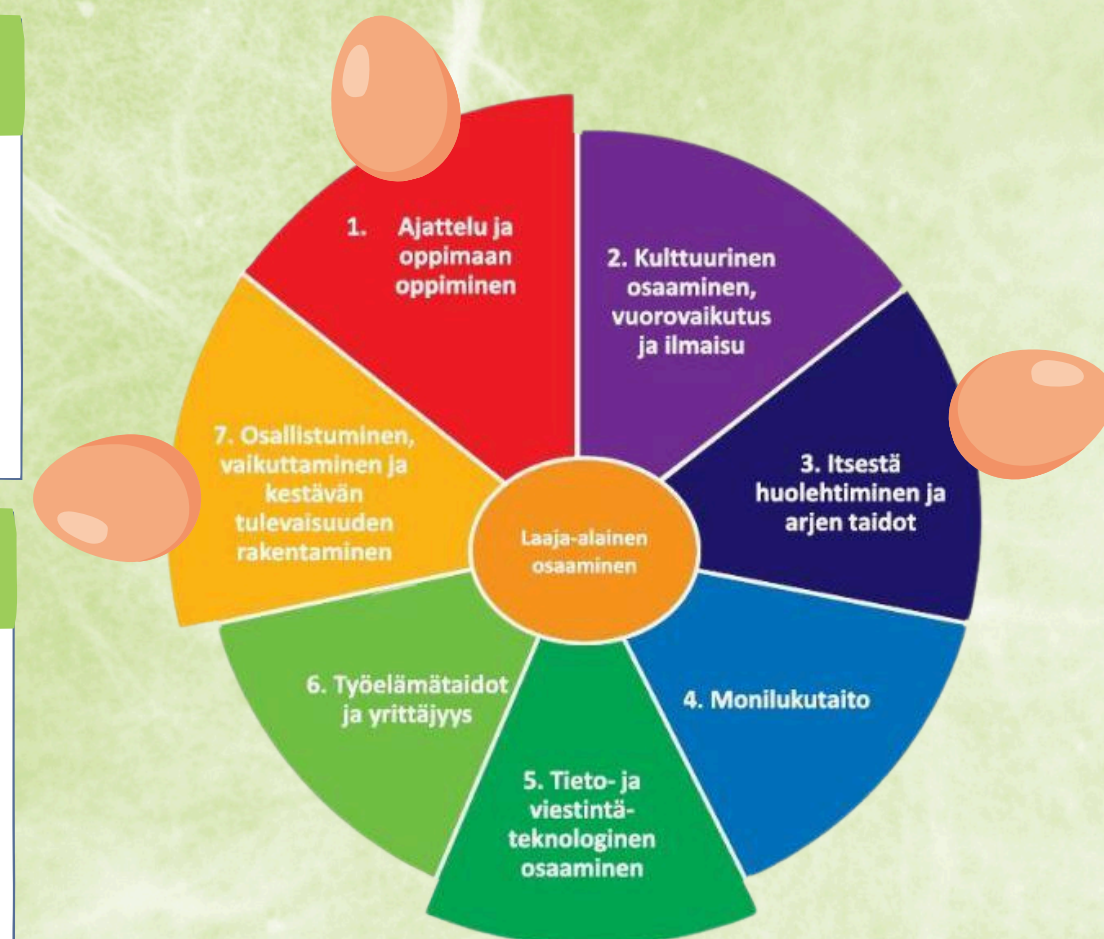 1. Ajattelu ja
oppimaan
oppiminen
2. Kulttuurinen
osaaminen,
vuorovaikutus
ja ilmaisu
3. Itsestä
huolehtiminen ja
arjen taidot
4. Monilukutaito
5. Tieto- ja
viestintä-
teknologinen
osaaminen
6. Työelämätaidot
ja yrittäjyys
7. Osallistuminen,
vaikuttaminen ja
kestävän
tulevaisuuden
rakentaminen
Laaja-alainen
osaaminen